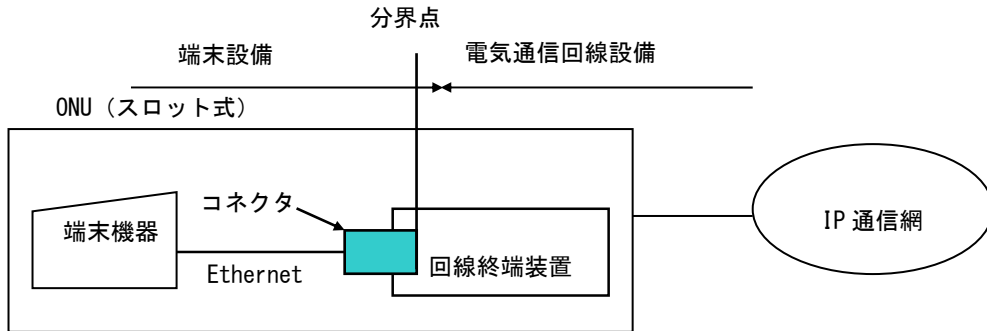 分界点
端末設備
電気通信回線設備
ONU（スロット式）
コネクタ
端末機器
IP 通信網
回線終端装置
Ethernet